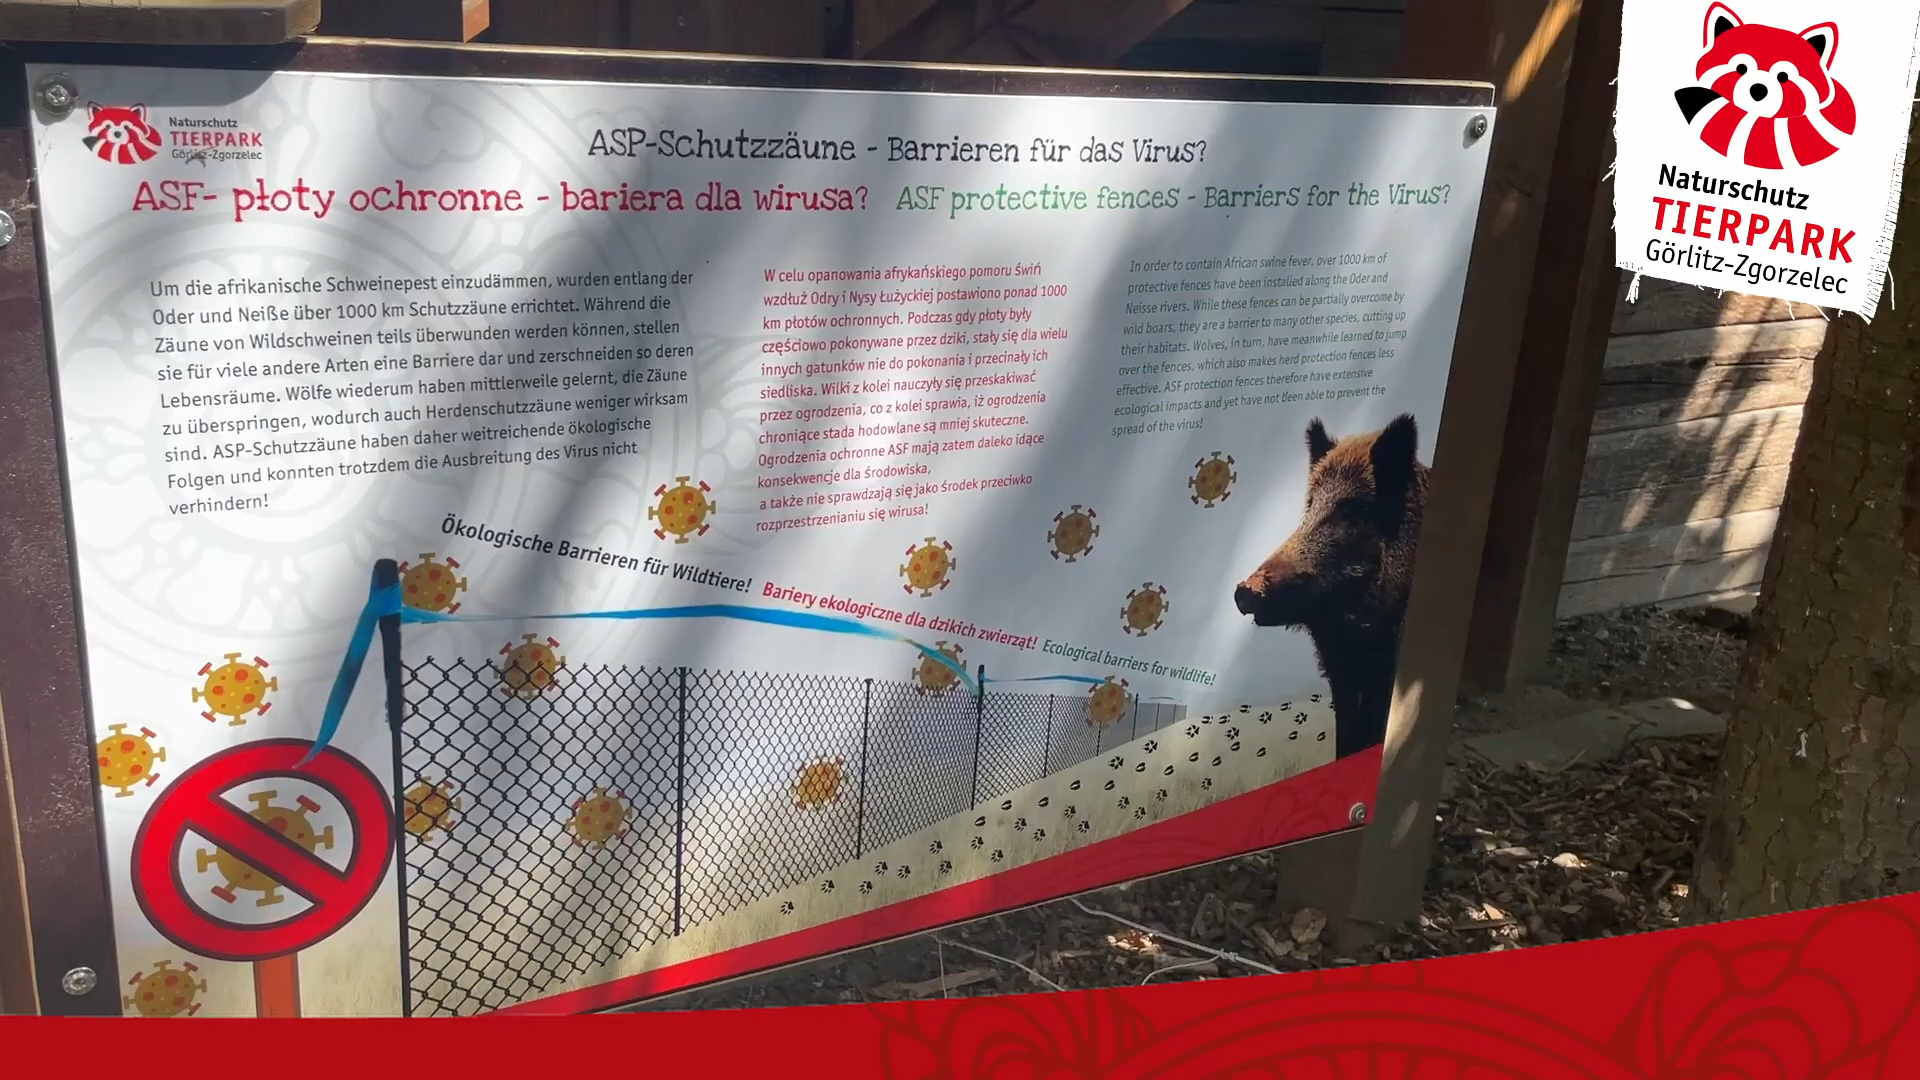 Naturschutz
TIERPARK
Görlitz-Zgorzelec
ASP-Schutzzäune - Barrieren für das Virus?
ASF- płoty ochronne - bariera dla wirusa?
ASF protective fences - Barriers for the Virus?
Um die afrikanische Schweinepest einzudämmen, wurden entlang der
Oder und Neiße über 1000 km Schutzzäune errichtet. Während die
Zäune von Wildschweinen teils überwunden werden können, stellen
sie für viele andere Arten eine Barriere dar und zerschneiden so deren
Lebensräume. Wölfe wiederum haben mittlerweile gelernt, die Zäune
zu überspringen, wodurch auch Herdenschutzzäune weniger wirksam
sind. ASP-Schutzzäune haben daher weitreichende ökologische
Folgen und konnten trotzdem die Ausbreitung des Virus nicht
verhindern!
W celu opanowania afrykańskiego pomoru świń
wzdłuż Odry i Nysy Łużyckiej postawiono ponad 1000
km płotów ochronnych. Podczas gdy płoty były
częściowo pokonywane przez dziki, stały się dla wielu
innych gatunków nie do pokonania i przecinały ich
siedliska. Wilki z kolei nauczyły się przeskakiwać
przez ogrodzenia, co z kolei sprawia, iż ogrodzenia
chroniące stada hodowlane są mniej skuteczne.
Ogrodzenia ochronne ASF mają zatem daleko idące
konsekwencje dla środowiska,
a także nie sprawdzają się jako środek przeciwko
rozprzestrzenianiu się wirusa!
In order to contain African swine fever, over 1000 km of
protective fences have been installed along the Oder and
Neisse rivers. While these fences can be partially overcome by
wild boars, they are a barrier to many other species, cutting up
their habitats. Wolves, in turn, have meanwhile learned to jump
over the fences, which also makes herd protection fences less
effective. ASF protection fences therefore have extensive
ecological impacts and yet have not been able to prevent the
spread of the virus!
Ökologische Barrieren für Wildtiere!
Bariery ekologiczne dla dzikich zwierząt!
Ecological barriers for wildlife!
Naturschutz
TIERPARK
Görlitz-Zgorzelec